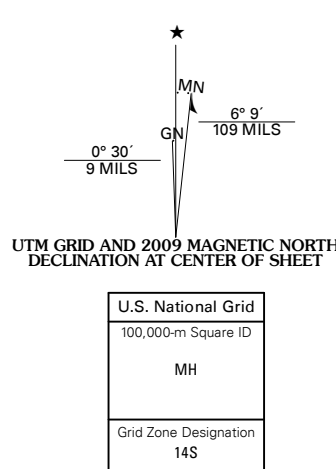 ★
MN
GN
6° 9´
109 MILS
0° 30´
9 MILS
UTM GRID AND 2009 MAGNETIC NORTH
DECLINATION AT CENTER OF SHEET
U.S. National Grid
100,000-m Square ID
MH
Grid Zone Designation
14S